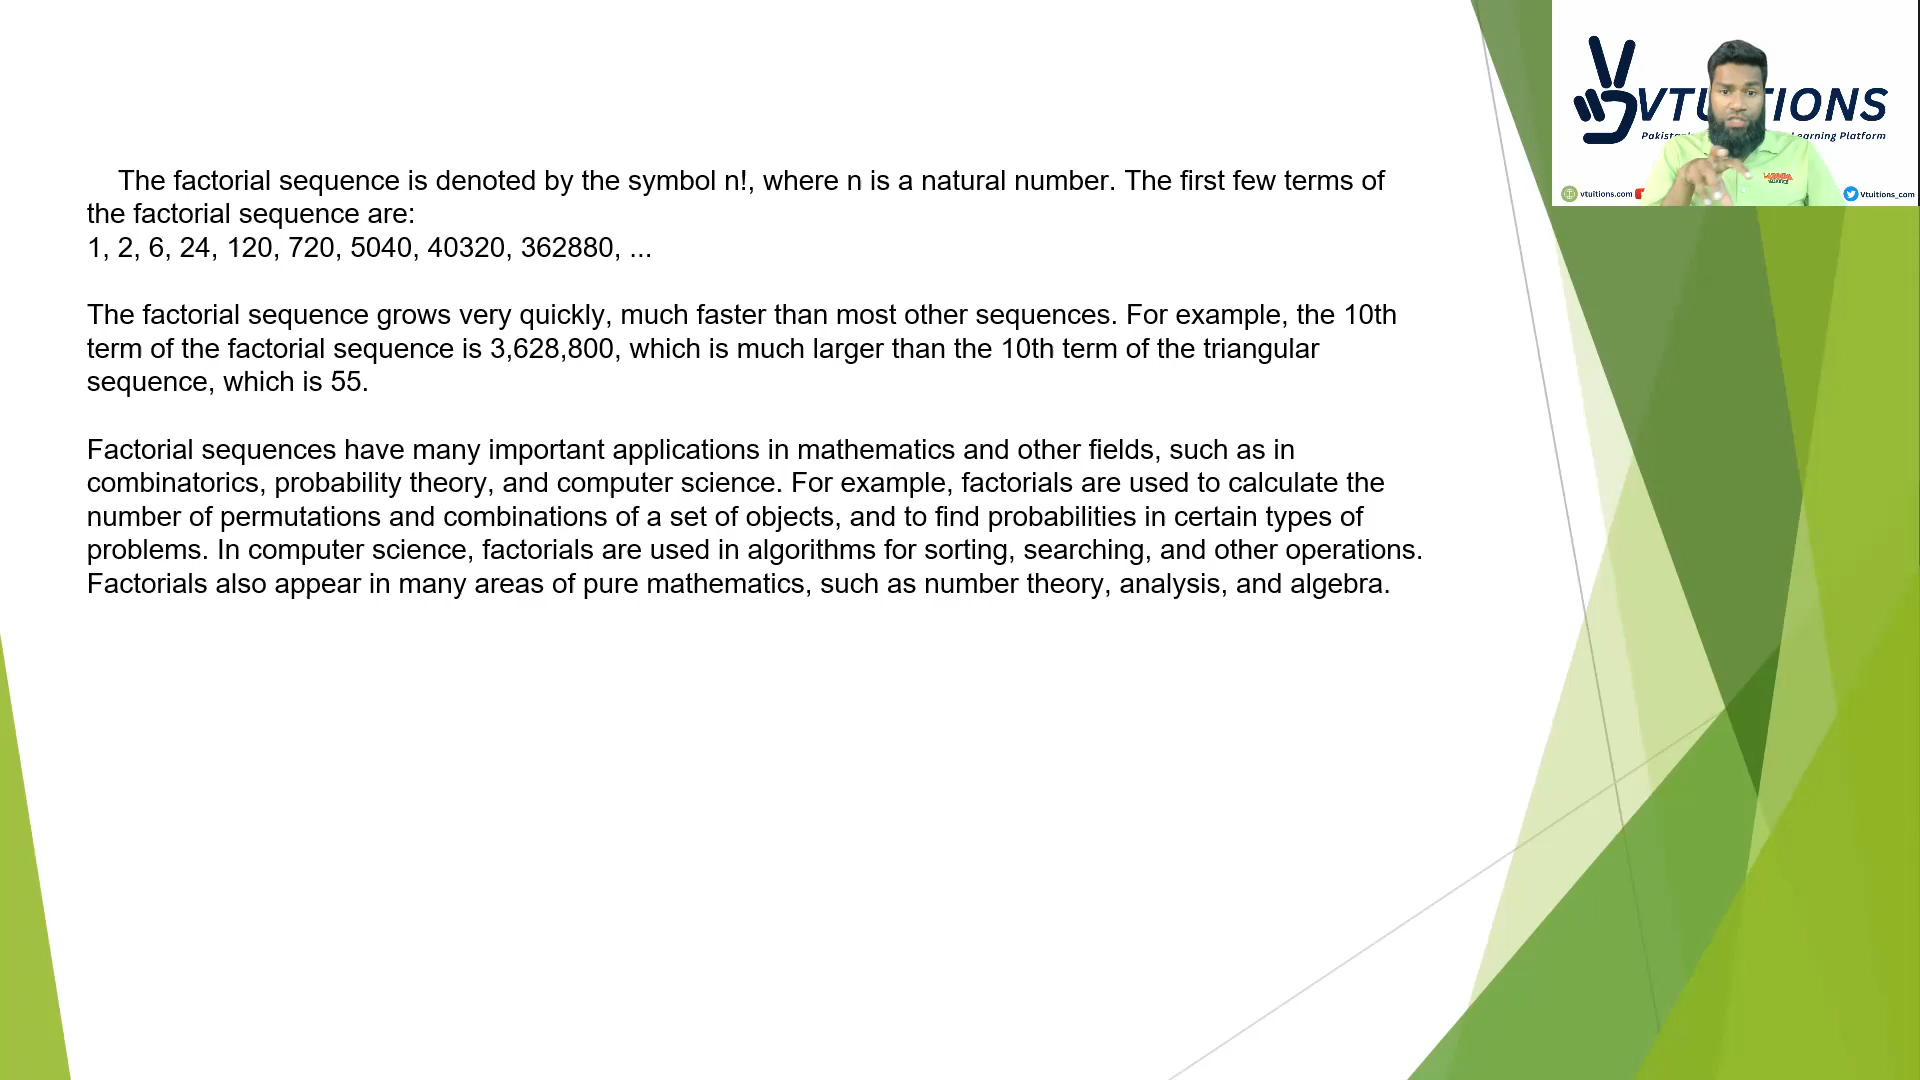 The factorial sequence is denoted by the symbol n!, where n is a natural number. The first few terms of
the factorial sequence are:
1, 2, 6, 24, 120, 720, 5040, 40320, 362880, ...
The factorial sequence grows very quickly, much faster than most other sequences. For example, the 10th
term of the factorial sequence is 3,628,800, which is much larger than the 10th term of the triangular
sequence, which is 55.
Factorial sequences have many important applications in mathematics and other fields, such as in
combinatorics, probability theory, and computer science. For example, factorials are used to calculate the
number of permutations and combinations of a set of objects, and to find probabilities in certain types of
problems. In computer science, factorials are used in algorithms for sorting, searching, and other operations.
Factorials also appear in many areas of pure mathematics, such as number theory, analysis, and algebra.
VTU TIONS
Platform
vtuitions.com
Vtuitions_com